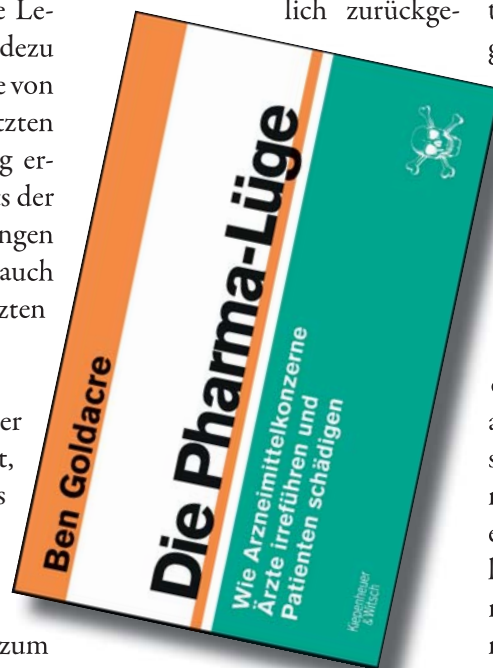 e Le-
dezu
e von
tzten
g er-
s der
ngen
auch
zten
er
t,
s
zum
lich zurückge-
Ben Goldacre
Die Pharma-Lüge
Wie Arzneimittelkonzerne
Ärzte irreführen und
Patienten schädigen
Kiepenheuer
& Witsch